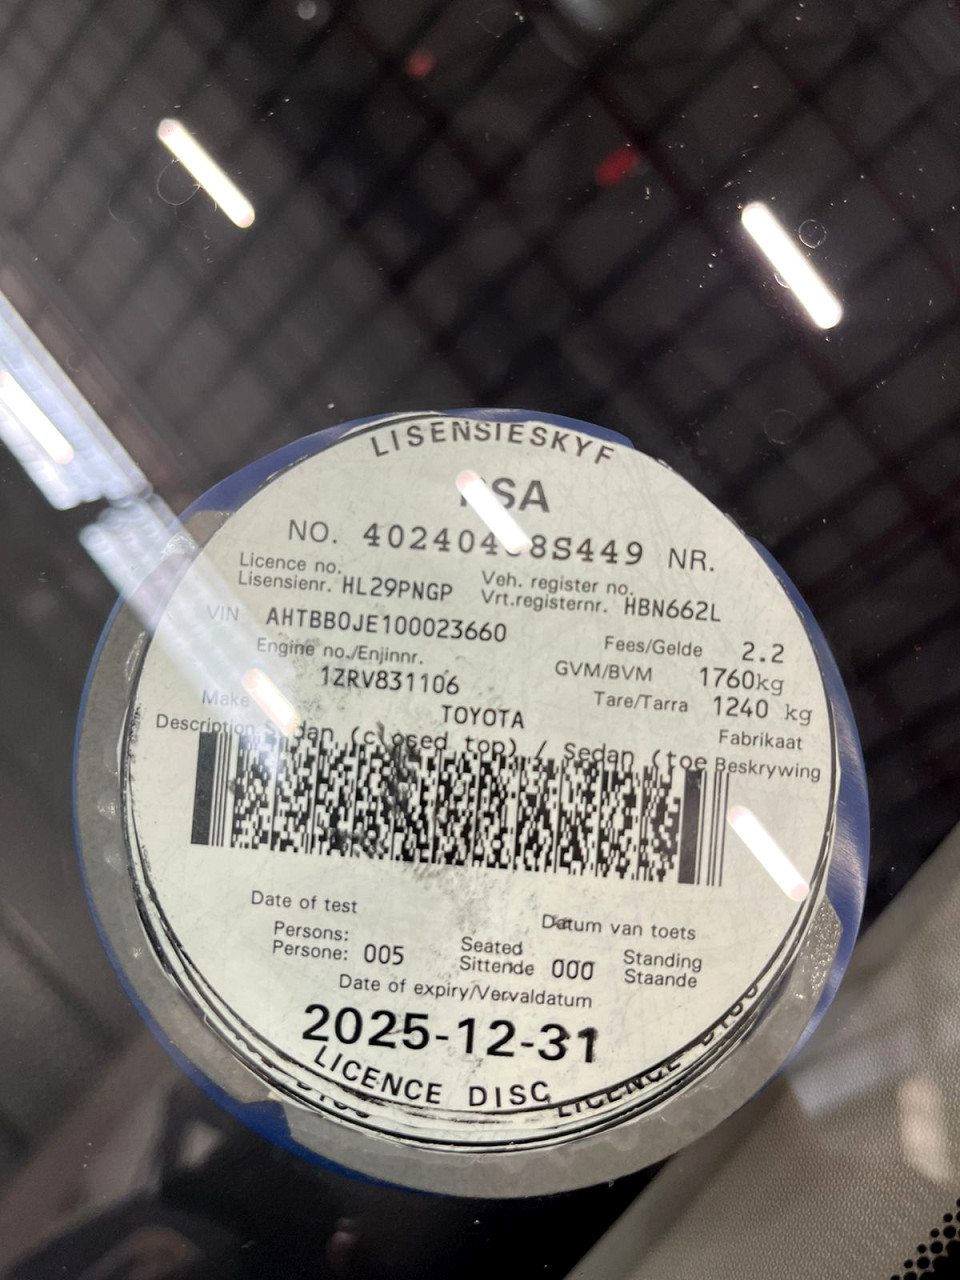 LISENSIESKYF
NO. NR.
Licence no.
Lisensienr. HL29PNGP
Veh. register no.
Vrt.registernr. HBN662L
VIN AHTBB0JE100023660
Engine no./Enjinnr.
1ZRV831106
Fees/Gelde 2.2
GVM/BVM 1760kg
Tare/Tarra 1240 kg
Make TOYOTA Fabrikaat
Description Sedan (closed top) / Sedan (toe Beskrywing
Date of test
Datum van toets
Persons:
Persone: 005
Seated
Sittende 000
Standing
Staande
Date of expiry/Vervaldatum
2025-12-31
LICENCE DISC
LICENCE DISC